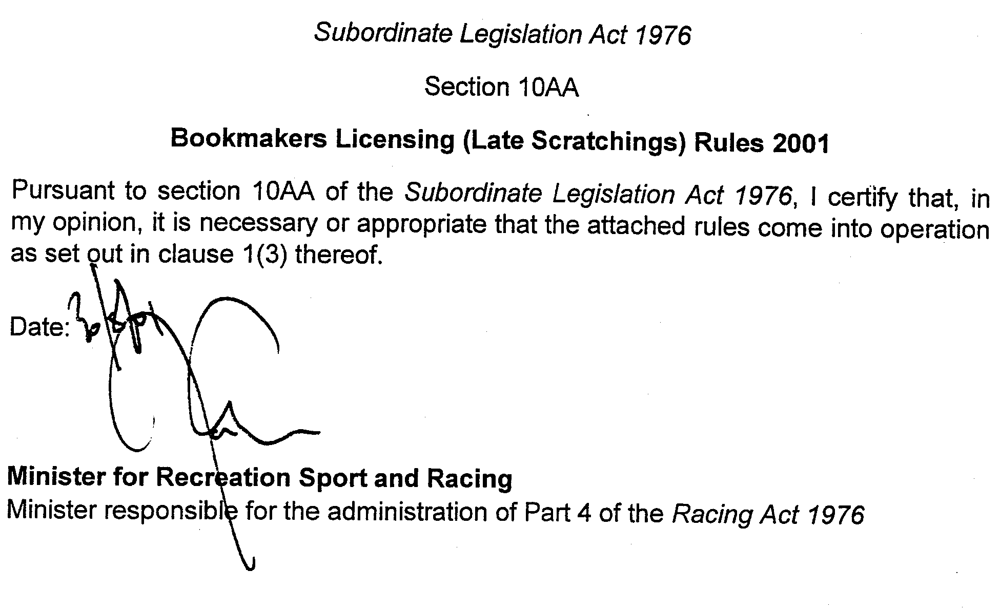 Subordinate Legislation Act 1976
Section 10AA
Bookmakers Licensing (Late Scratchings) Rules 2001
Pursuant to section 10AA of the Subordinate Legislation Act 1976, I certify that, in
my opinion, it is necessary or appropriate that the attached rules come into operation
as set out in clause 1(3) thereof.
Date:
Minister for Recreation Sport and Racing
Minister responsible for the administration of Part 4 of the Racing Act 1976